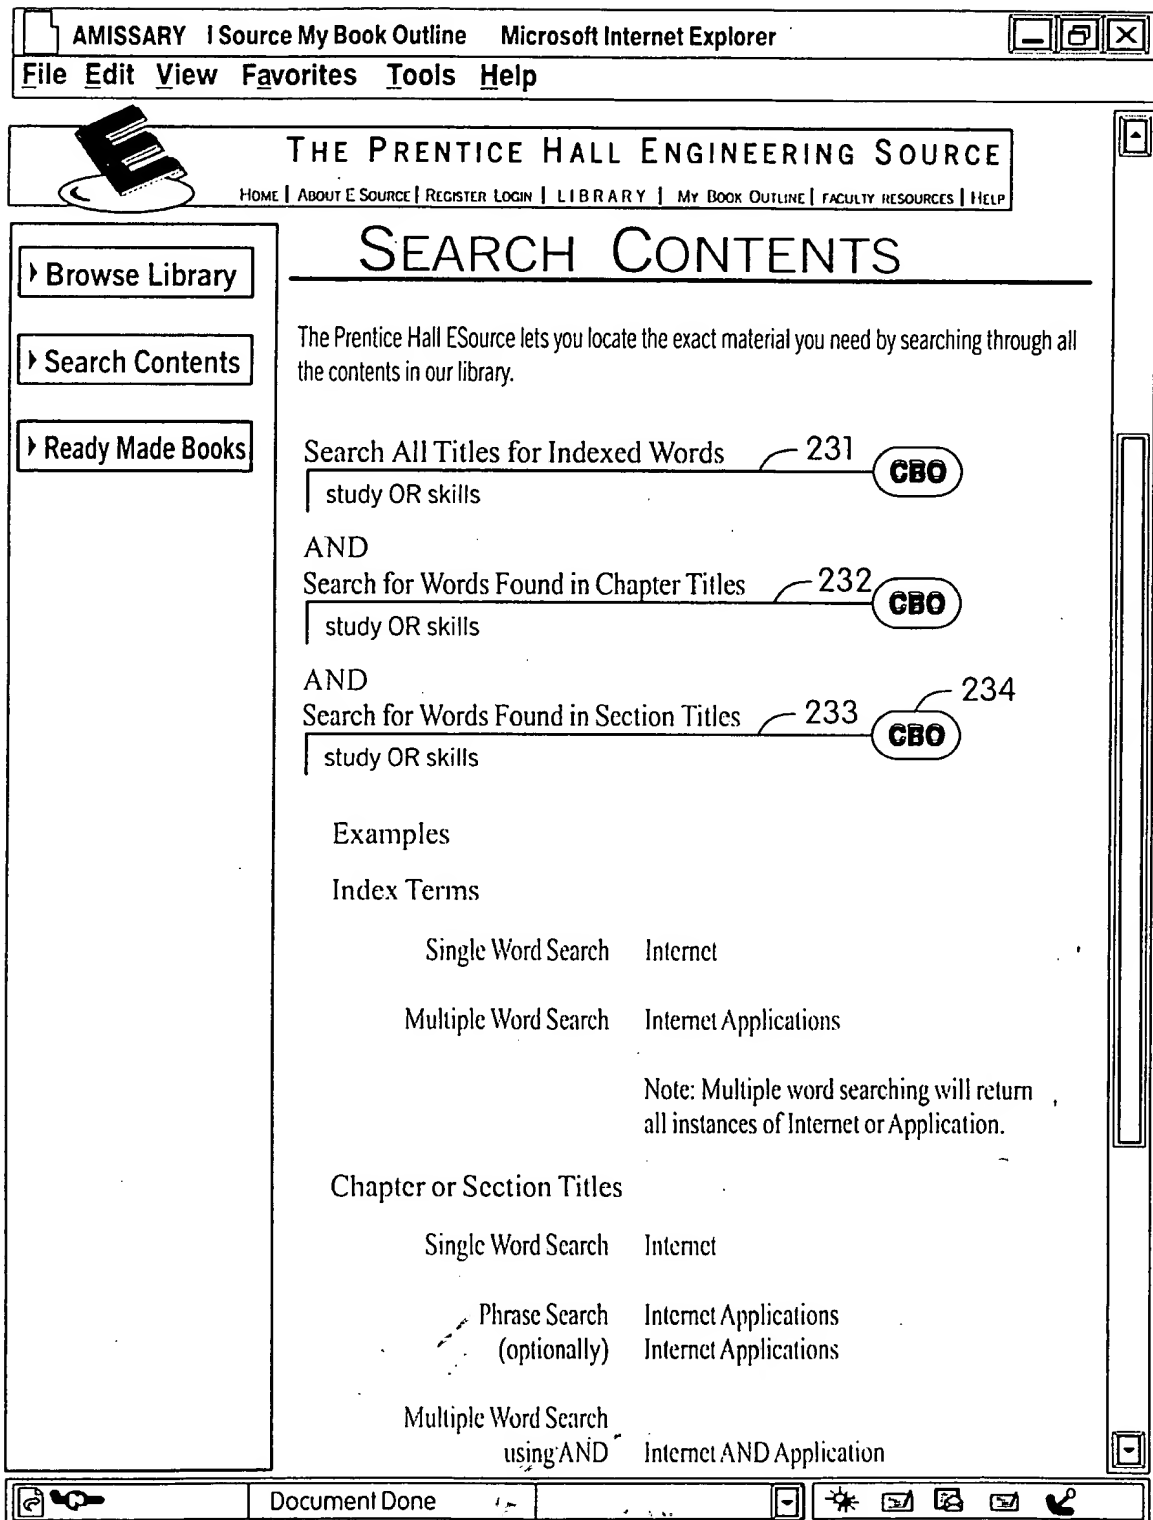 AMISSARY I Source My Book Outline Microsoft Internet Explorer
File Edit View Favorites Tools Help
E
THE PRENTICE HALL ENGINEERING SOURCE
HOME | ABOUT E SOURCE | REGISTER LOGIN | LIBRARY | MY BOOK OUTLINE | FACULTY RESOURCES | HELP
Browse Library
Search Contents
Ready Made Books
SEARCH CONTENTS
The Prentice Hall ESource lets you locate the exact material you need by searching through all
the contents in our library.
Search All Titles for Indexed Words 231 CBO
study OR skills
AND
Search for Words Found in Chapter Titles 232 CBO
study OR skills
AND
234
Search for Words Found in Section Titles 233 CBO
study OR skills
Examples
Index Terms
Single Word Search Internet
Multiple Word Search Internet Applications
Note: Multiple word searching will return
all instances of Internet or Application.
Chapter or Section Titles
Single Word Search Internet
Phrase Search Internet Applications
(optionally) Internet Applications
Multiple Word Search
using AND Internet AND Application
Document Done